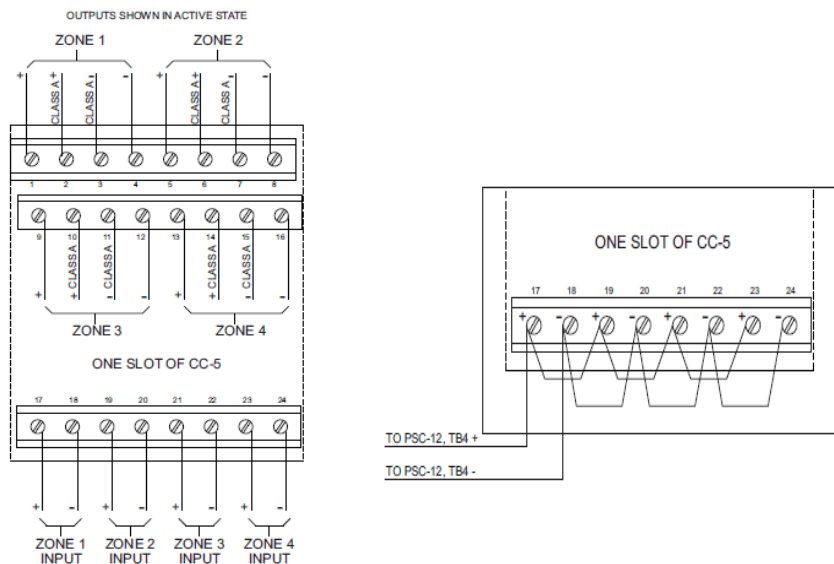 OUTPUTS SHOWN IN ACTIVE STATE
ZONE 1 ZONE 2
+ CLASS A + CLASS A - - + CLASS A + CLASS A - -
1 2 3 4 5 6 7 8
9 10 11 12 13 14 15 16
+ CLASS A + CLASS A - - + CLASS A + CLASS A - -
ZONE 3 ZONE 4
ONE SLOT OF CC-5
17 18 19 20 21 22 23 24
+ - + - + - + -
ZONE 1 INPUT
ZONE 2 INPUT
ZONE 3 INPUT
ZONE 4 INPUT
ONE SLOT OF CC-5
17 18 19 20 21 22 23 24
+ - + - + - + -
TO PSC-12, TB4 +
TO PSC-12, TB4 -